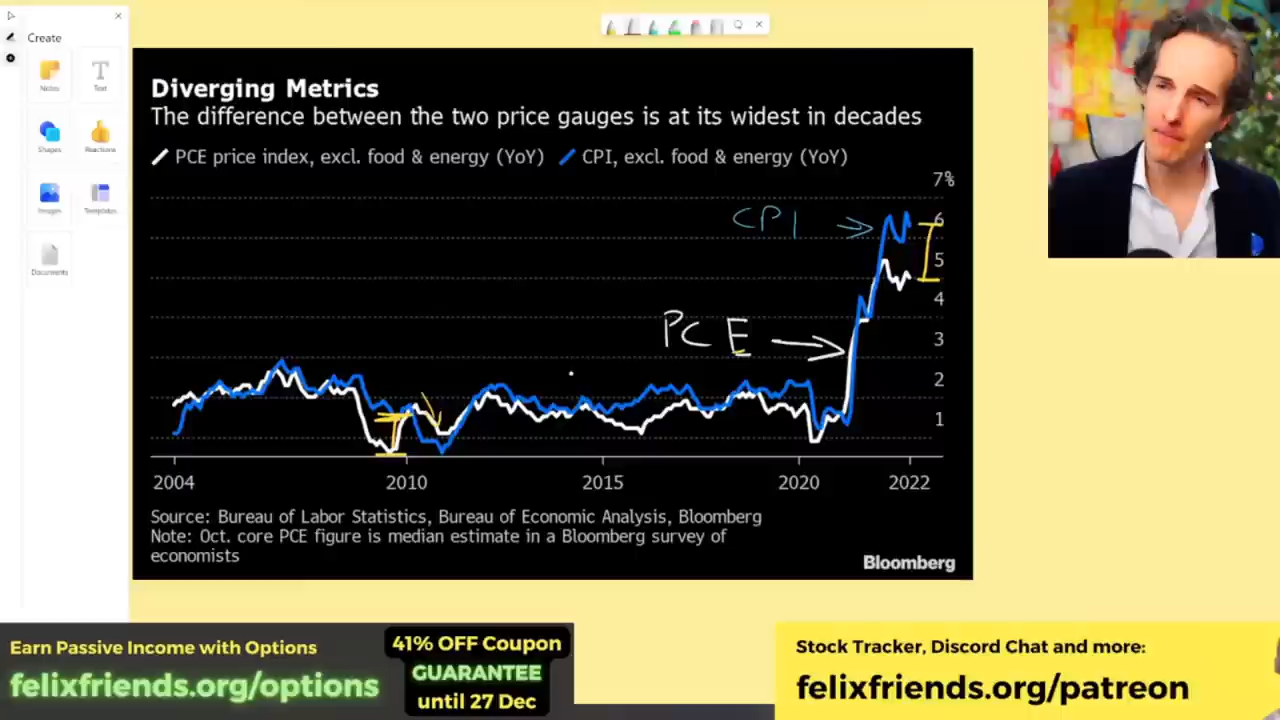 Create
Notes
Text
Shapes
Reactions
Images
Templates
Documents
Diverging Metrics
The difference between the two price gauges is at its widest in decades
PCE price index, excl. food & energy (YoY) CPI, excl. food & energy (YoY)
7%
6
5
4
3
2
1
CPI
PCE
2004 2010 2015 2020 2022
Source: Bureau of Labor Statistics, Bureau of Economic Analysis, Bloomberg
Note: Oct. core PCE figure is median estimate in a Bloomberg survey of
economists
Bloomberg
Earn Passive Income with Options
felixfriends.org/options
41% OFF Coupon
GUARANTEE
until 27 Dec
Stock Tracker, Discord Chat and more:
felixfriends.org/patreon